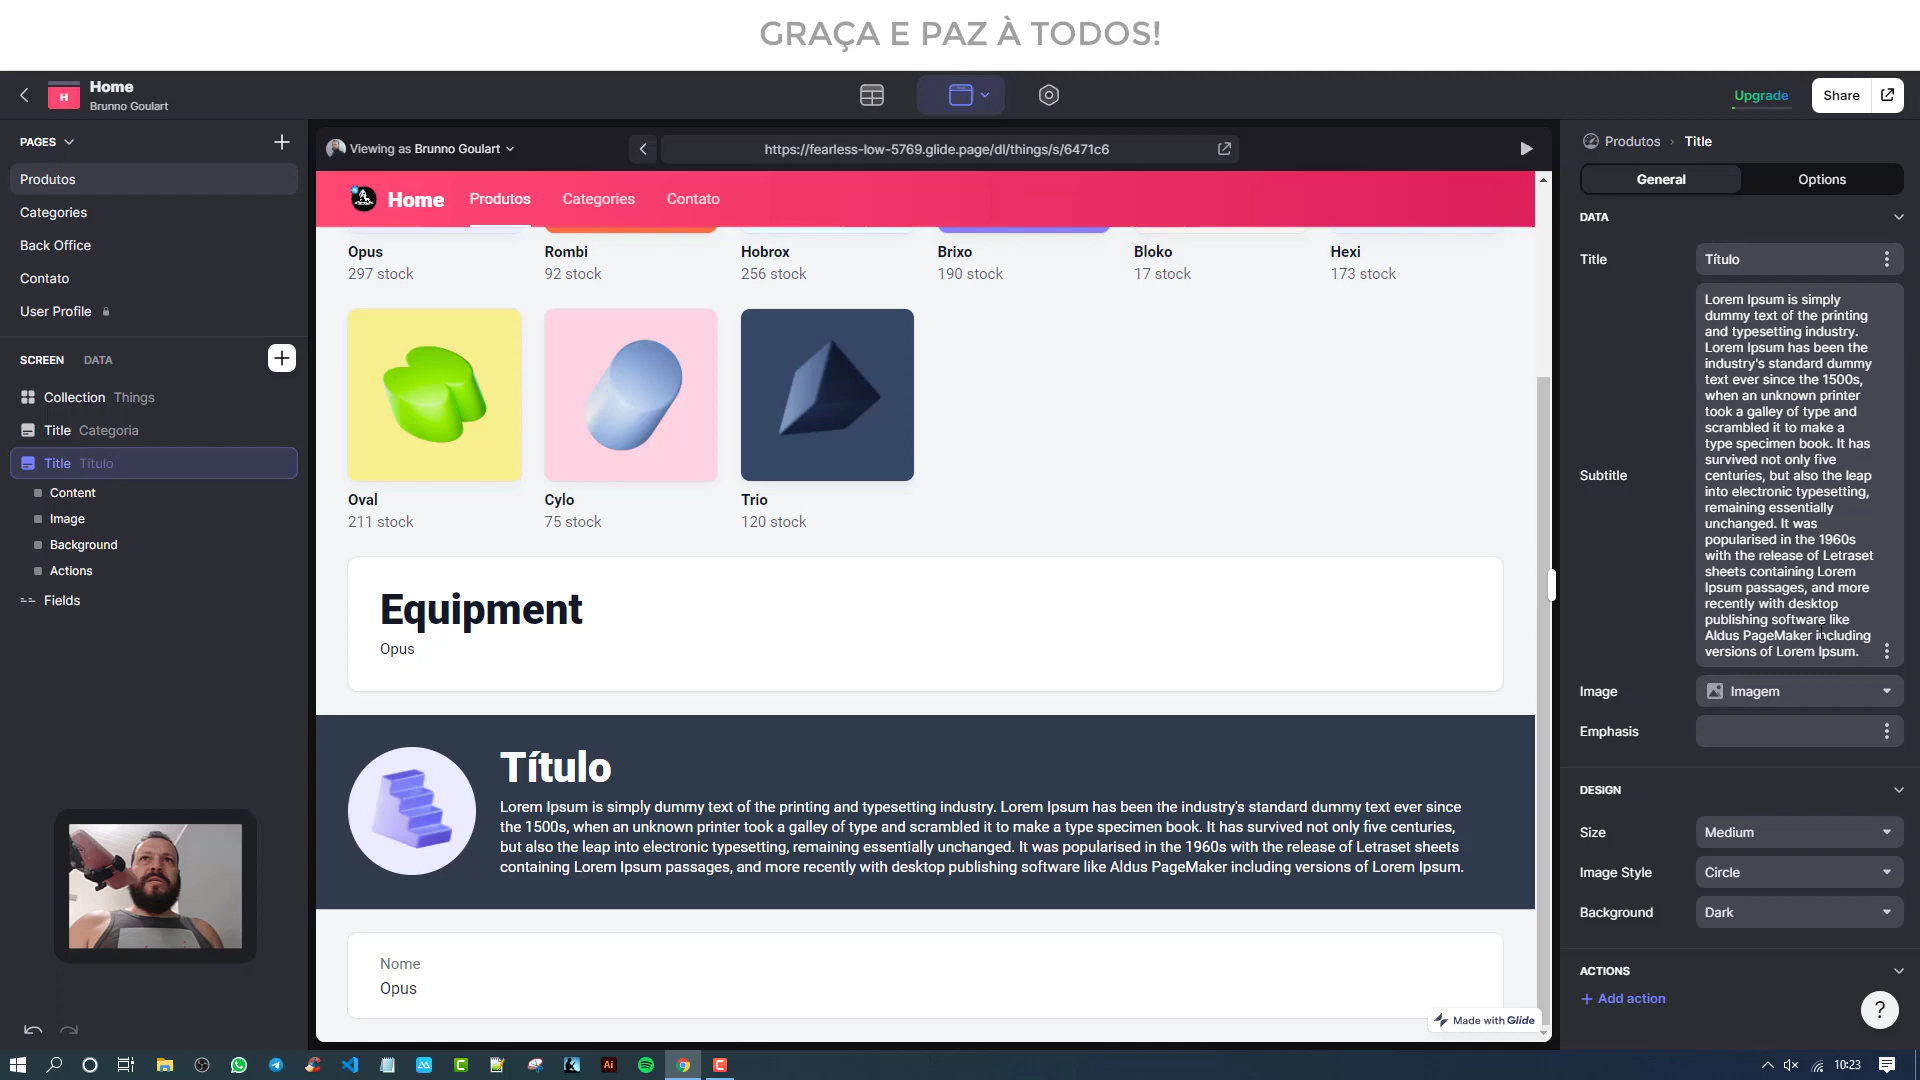 GRAÇA E PAZ À TODOS!
H
Home
Brunno Goulart
Upgrade
Share
PAGES
Produtos
Categories
Back Office
Contato
User Profile
SCREEN DATA
Collection Things
Title Categoria
Title Título
Content
Image
Background
Actions
Fields
Viewing as Brunno Goulart
https://fearless-low-5769.glide.page/dl/things/s/6471c6
Home Produtos Categories Contato
Opus Rombi Hobrox Brixo Bloko Hexi
297 stock 92 stock 256 stock 190 stock 17 stock 173 stock
Oval Cylo Trio
211 stock 75 stock 120 stock
Equipment
Opus
Título
Lorem Ipsum is simply dummy text of the printing and typesetting industry. Lorem Ipsum has been the industry's standard dummy text ever since
the 1500s, when an unknown printer took a galley of type and scrambled it to make a type specimen book. It has survived not only five centuries,
but also the leap into electronic typesetting, remaining essentially unchanged. It was popularised in the 1960s with the release of Letraset sheets
containing Lorem Ipsum passages, and more recently with desktop publishing software like Aldus PageMaker including versions of Lorem Ipsum.
Nome
Opus
Made with Glide
Produtos › Title
General Options
DATA
Title Título
Subtitle
Lorem Ipsum is simply
dummy text of the printing
and typesetting industry.
Lorem Ipsum has been the
industry's standard dummy
text ever since the 1500s,
when an unknown printer
took a galley of type and
scrambled it to make a
type specimen book. It has
survived not only five
centuries, but also the leap
into electronic typesetting,
remaining essentially
unchanged. It was
popularised in the 1960s
with the release of Letraset
sheets containing Lorem
Ipsum passages, and more
recently with desktop
publishing software like
Aldus PageMaker including
versions of Lorem Ipsum.
Image Imagem
Emphasis
DESIGN
Size Medium
Image Style Circle
Background Dark
ACTIONS
+ Add action
?
Ai
10:23